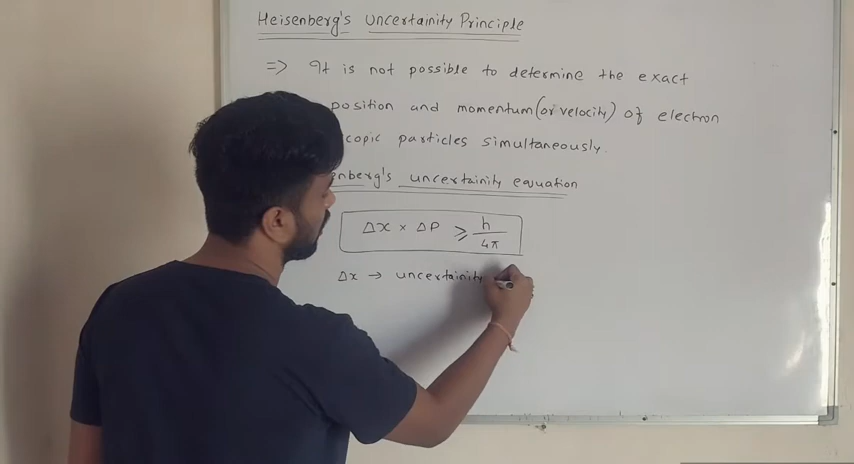 Heisenberg's Uncertainity Principle
=> It is not possible to determine the exact
position and momentum (or velocity) of electron
copic particles simultaneously.
nberg's uncertainity equation
Δx × ΔP ≥ h/4π
Δx → uncertainity